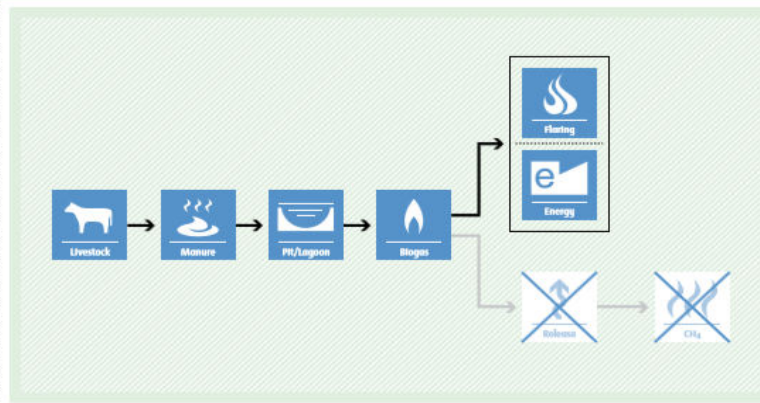 Flaring
e
Energy
Livestock
Manure
Pit/Lagoon
Biogas
Release
CH₄